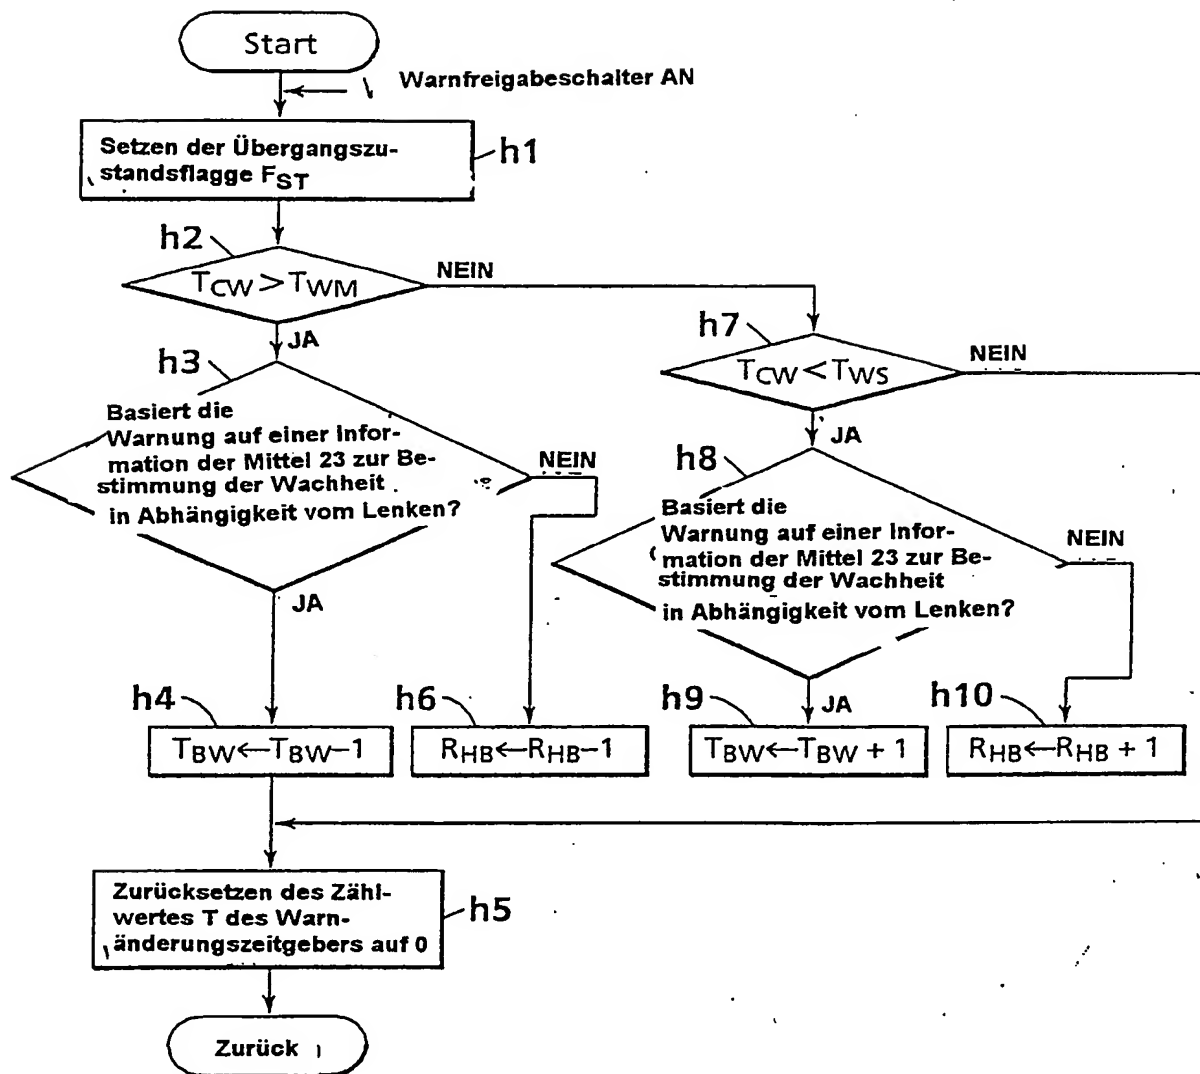 Start
Warnfreigabeschalter AN
Setzen der Übergangszu-
standsflagge FST
h1
h2
TCW > TWM
NEIN
JA
h3
Basiert die
Warnung auf einer Infor-
mation der Mittel 23 zur Be-
stimmung der Wachheit
in Abhängigkeit vom Lenken?
NEIN
JA
h7
TCW < TWS
NEIN
JA
h8
Basiert die
Warnung auf einer Infor-
mation der Mittel 23 zur Be-
stimmung der Wachheit
in Abhängigkeit vom Lenken?
NEIN
JA
h4
TBW←TBW−1
h6
RHB←RHB−1
h9
TBW←TBW + 1
h10
RHB←RHB + 1
Zurücksetzen des Zähl-
wertes T des Warn-
änderungszeitgebers auf 0
h5
Zurück